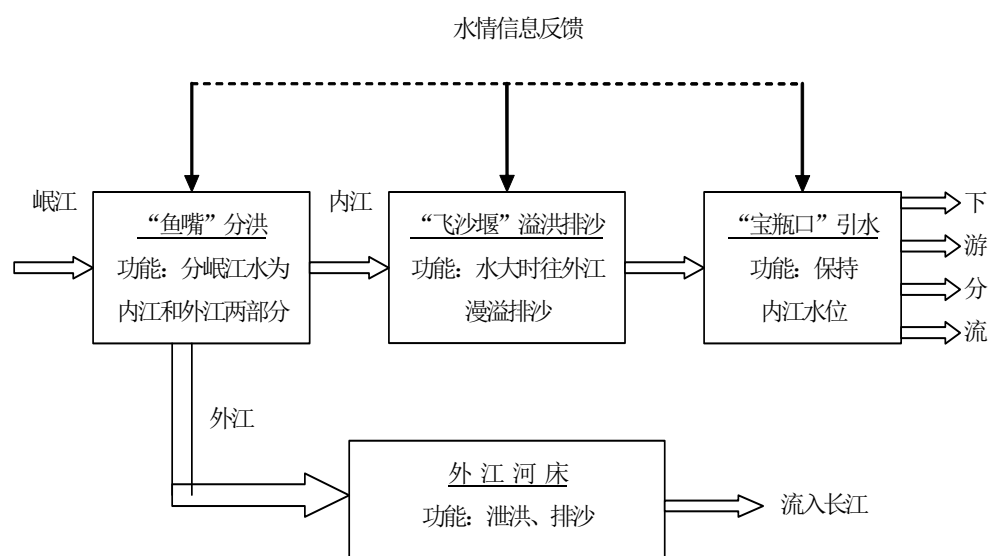 水情信息反馈
岷江
“鱼嘴”分洪
功能：分岷江水为
内江和外江两部分
内江
“飞沙堰”溢洪排沙
功能：水大时往外江
漫溢排沙
“宝瓶口”引水
功能：保持
内江水位
下
游
分
流
外江
外 江 河 床
功能：泄洪、排沙
流入长江